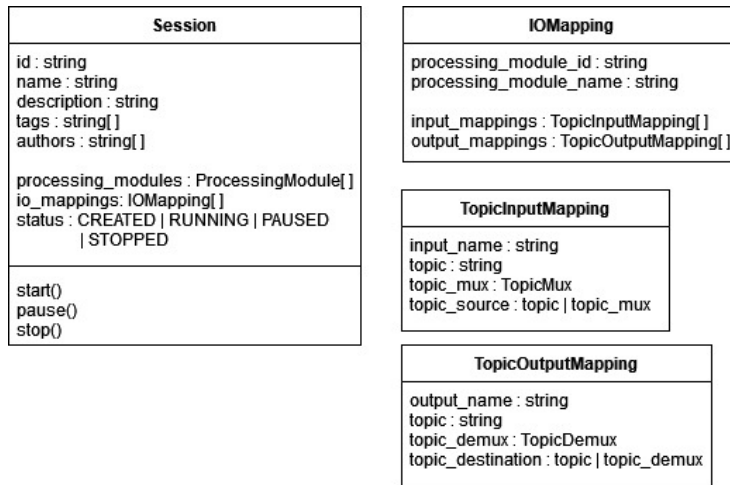 Session
id : string
name : string
description : string
tags : string[ ]
authors : string[ ]
processing_modules : ProcessingModule[ ]
io_mappings: IOMapping[ ]
status : CREATED | RUNNING | PAUSED
| STOPPED
start()
pause()
stop()
IOMapping
processing_module_id : string
processing_module_name : string
input_mappings : TopicInputMapping[ ]
output_mappings : TopicOutputMapping[ ]
TopicInputMapping
input_name : string
topic : string
topic_mux : TopicMux
topic_source : topic | topic_mux
TopicOutputMapping
output_name : string
topic : string
topic_demux : TopicDemux
topic_destination : topic | topic_demux